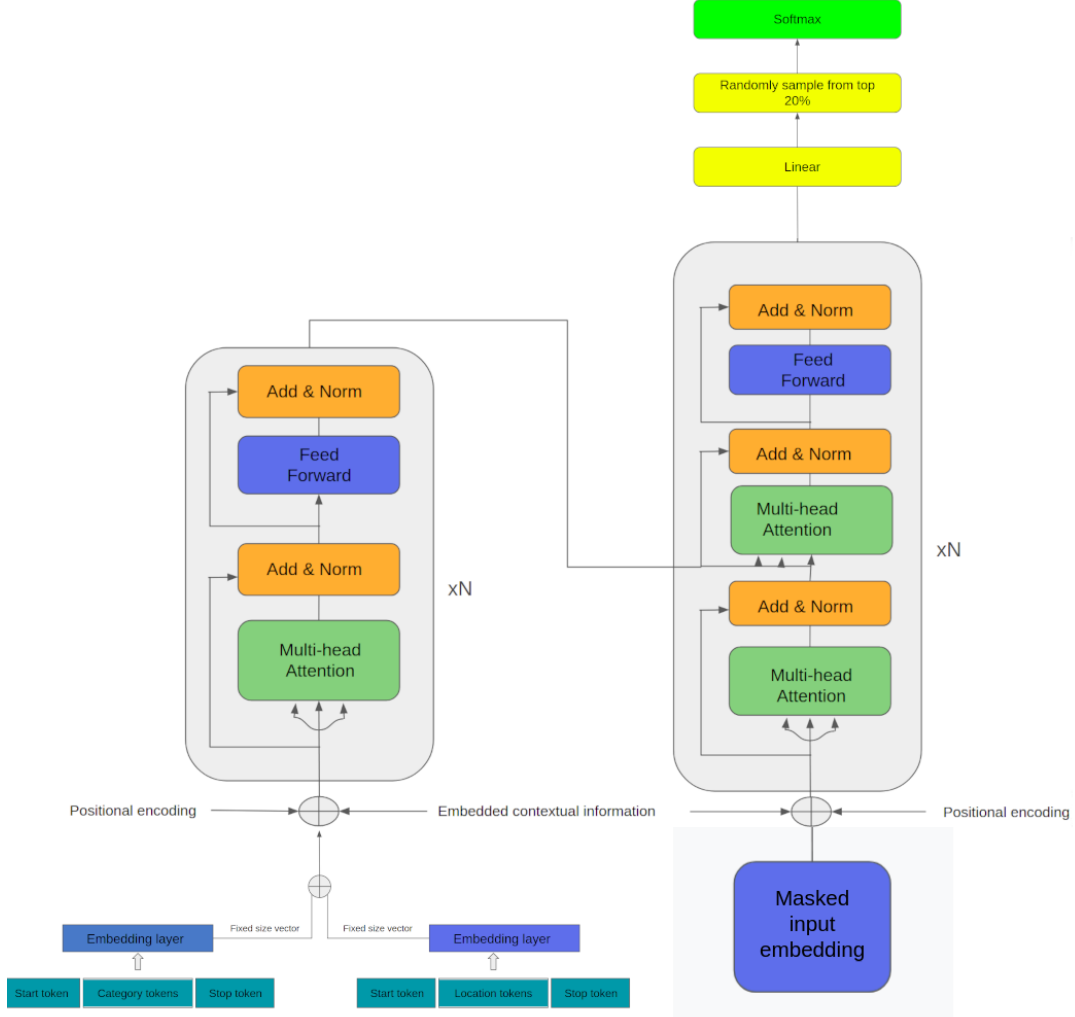 Softmax
Randomly sample from top
20%
Linear
Add & Norm
Feed
Forward
Add & Norm
Multi-head
Attention
Add & Norm
Multi-head
Attention
xN
Add & Norm
Feed
Forward
Add & Norm
Multi-head
Attention
xN
Positional encoding
Embedded contextual information
Positional encoding
Masked
input
embedding
Fixed size vector
Fixed size vector
Embedding layer
Embedding layer
Start token
Category tokens
Stop token
Start token
Location tokens
Stop token